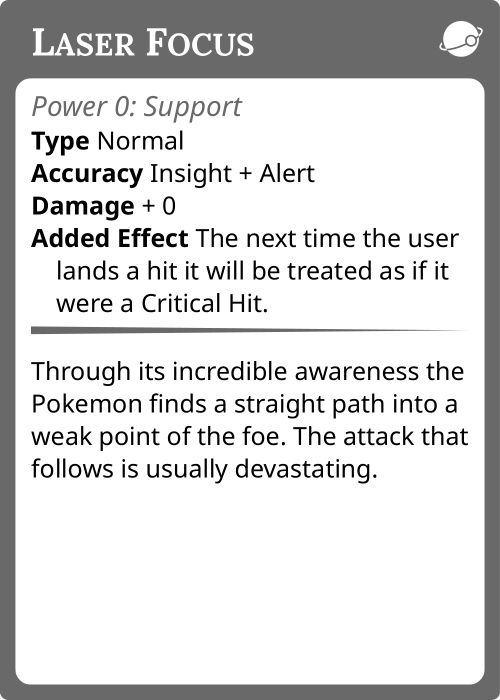 LASER FOCUS
Power 0: Support
Type Normal
Accuracy Insight + Alert
Damage + 0
Added Effect The next time the user
lands a hit it will be treated as if it
were a Critical Hit.
Through its incredible awareness the
Pokemon finds a straight path into a
weak point of the foe. The attack that
follows is usually devastating.